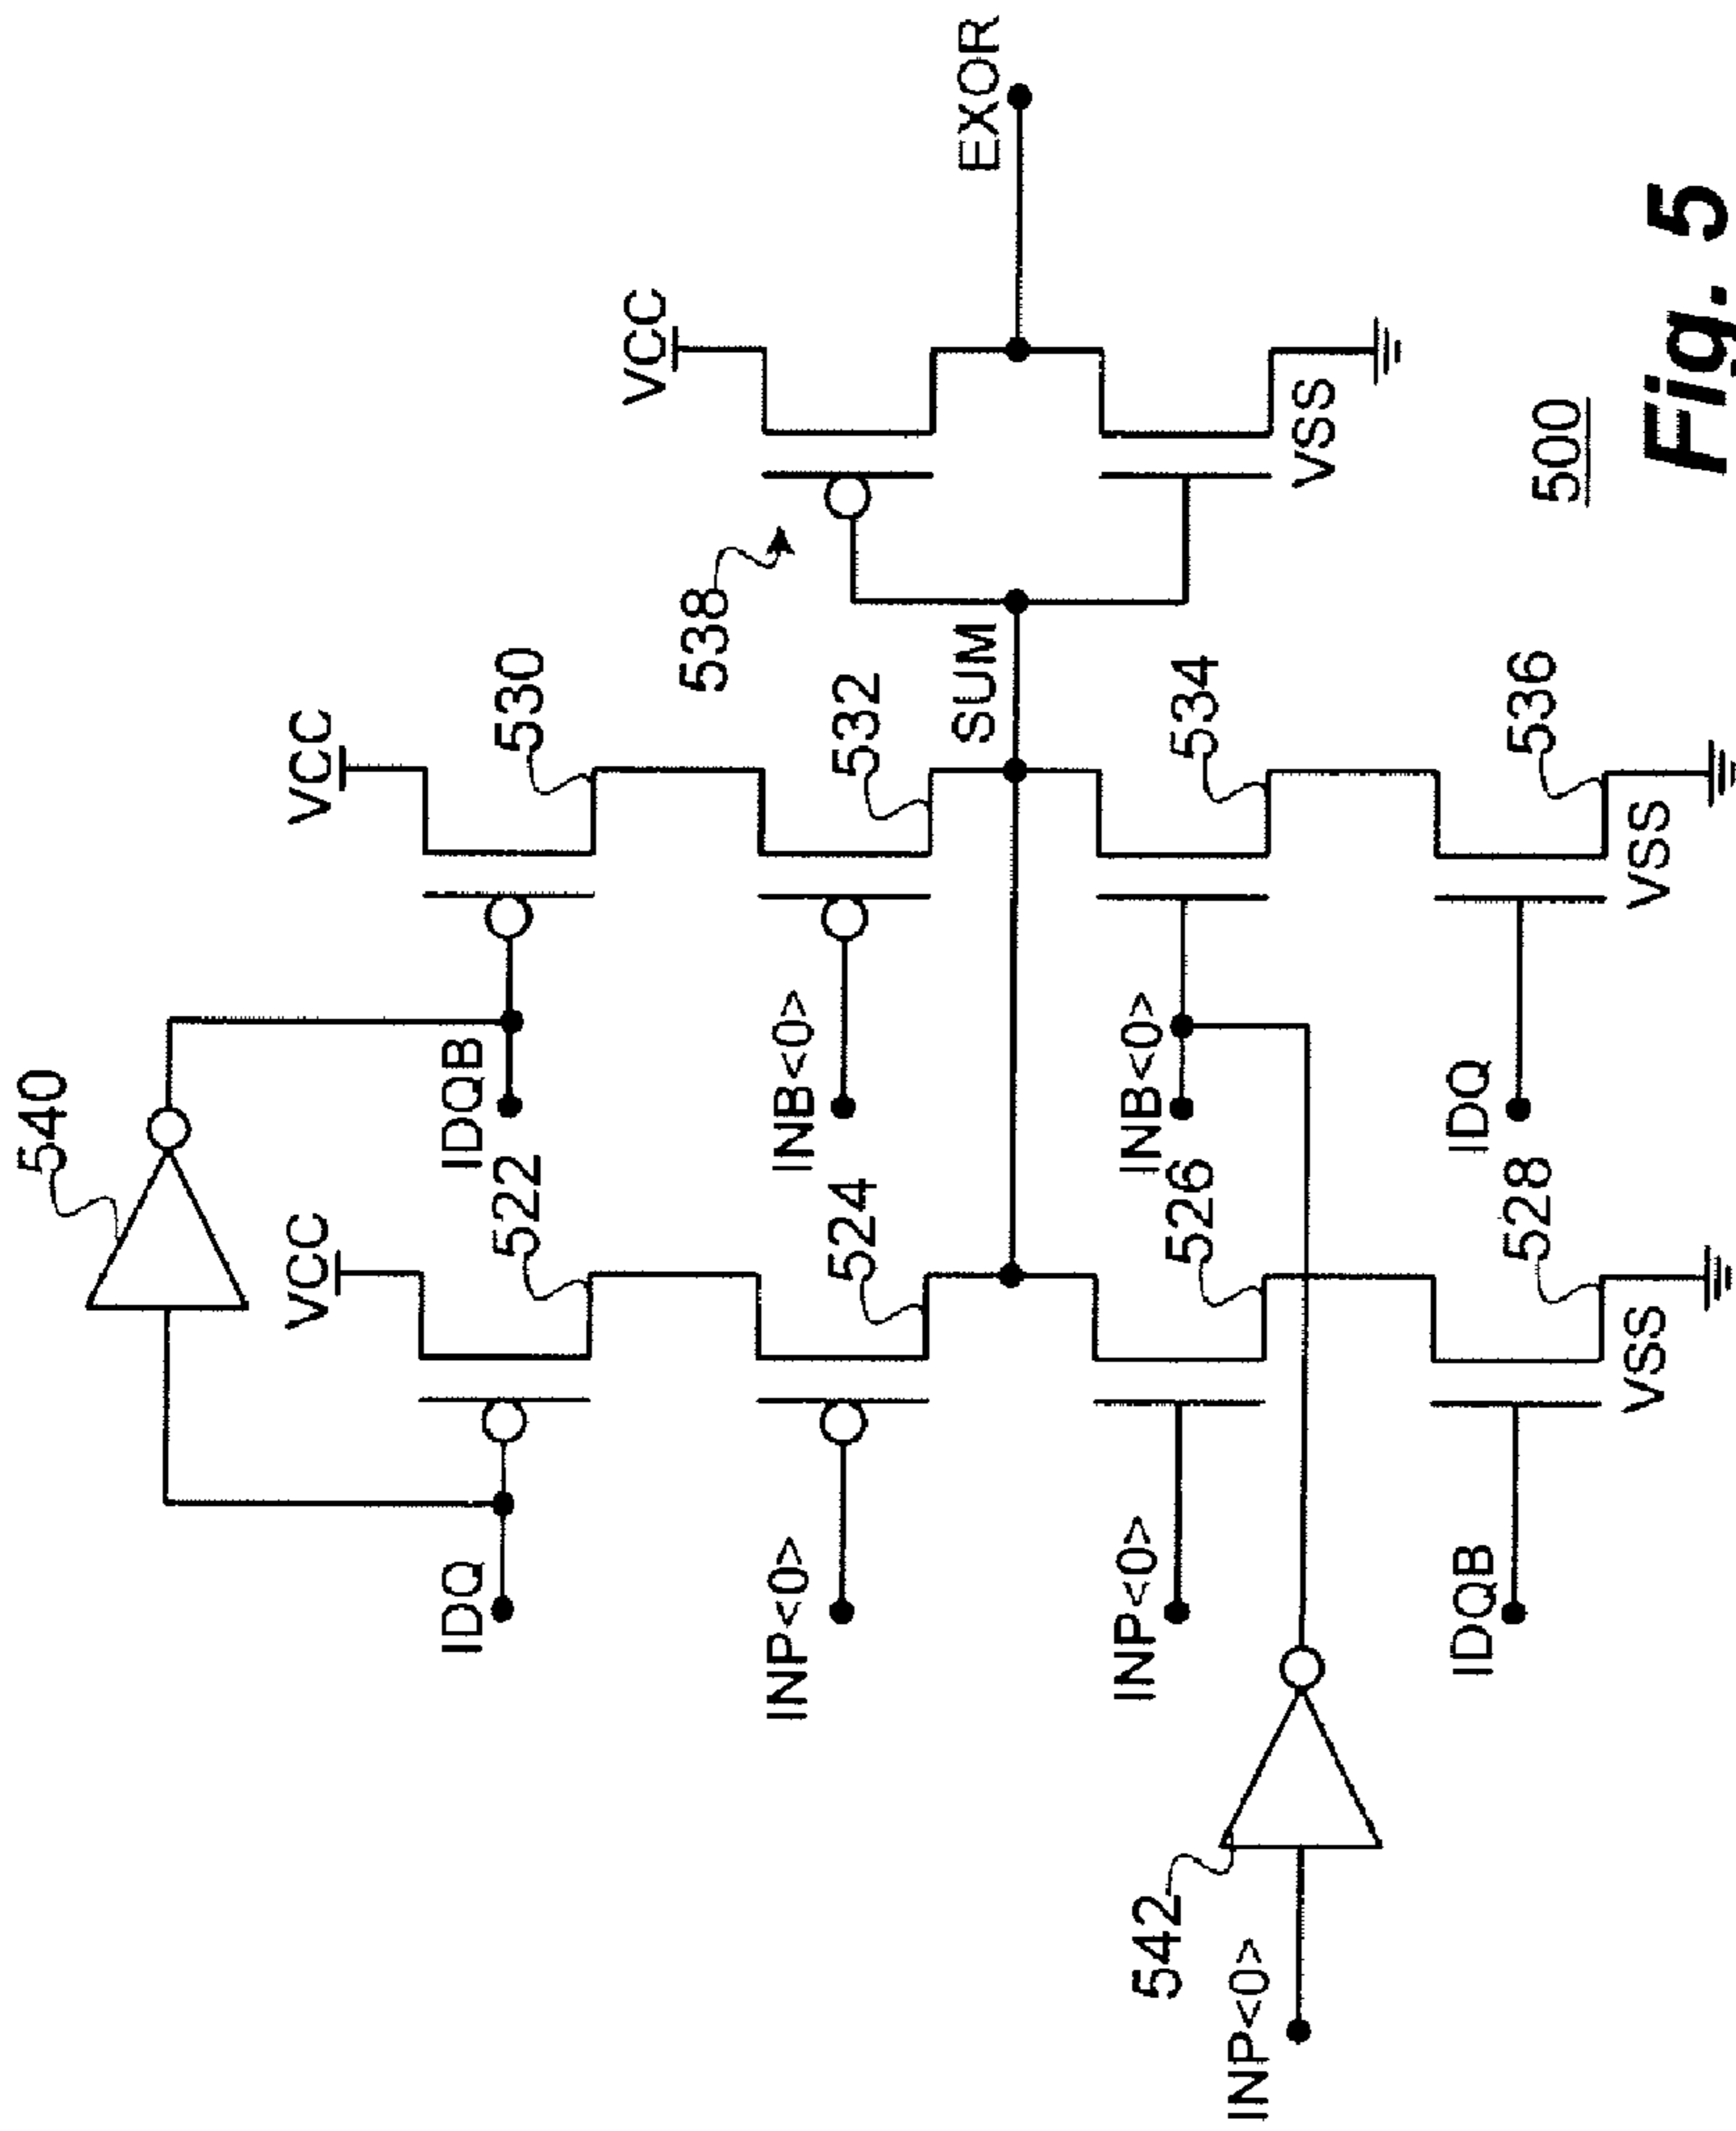 540
VCC
VCC
IDQ
522
IDQB
530
VCC
538
INP<0>
524
INB<0>
532
SUM
EXOR
INP<0>
526
INB<0>
534
542
INP<0>
VSS
IDQB
528
IDQ
536
VSS
VSS
500
Fig. 5